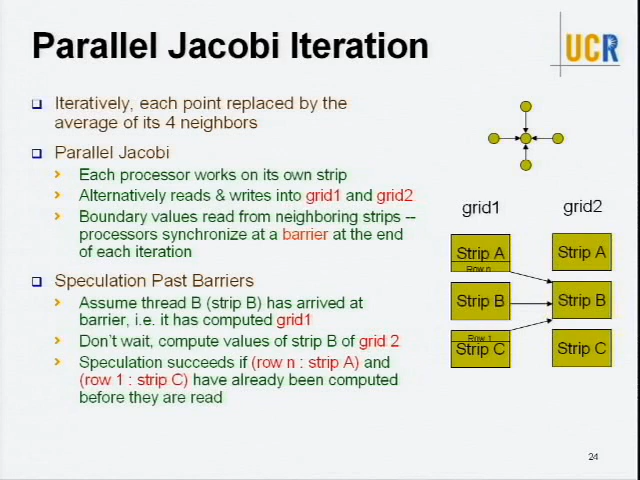 Parallel Jacobi Iteration
UCR
Iteratively, each point replaced by the
average of its 4 neighbors
Parallel Jacobi
Each processor works on its own strip
Alternatively reads & writes into grid1 and grid2
Boundary values read from neighboring strips --
processors synchronize at a barrier at the end
of each iteration
Speculation Past Barriers
Assume thread B (strip B) has arrived at
barrier, i.e. it has computed grid1
Don't wait, compute values of strip B of grid 2
Speculation succeeds if (row n : strip A) and
(row 1 : strip C) have already been computed
before they are read
grid1
grid2
Strip A
Row n
Strip B
Row 1
Strip C
Strip A
Strip B
Strip C
24